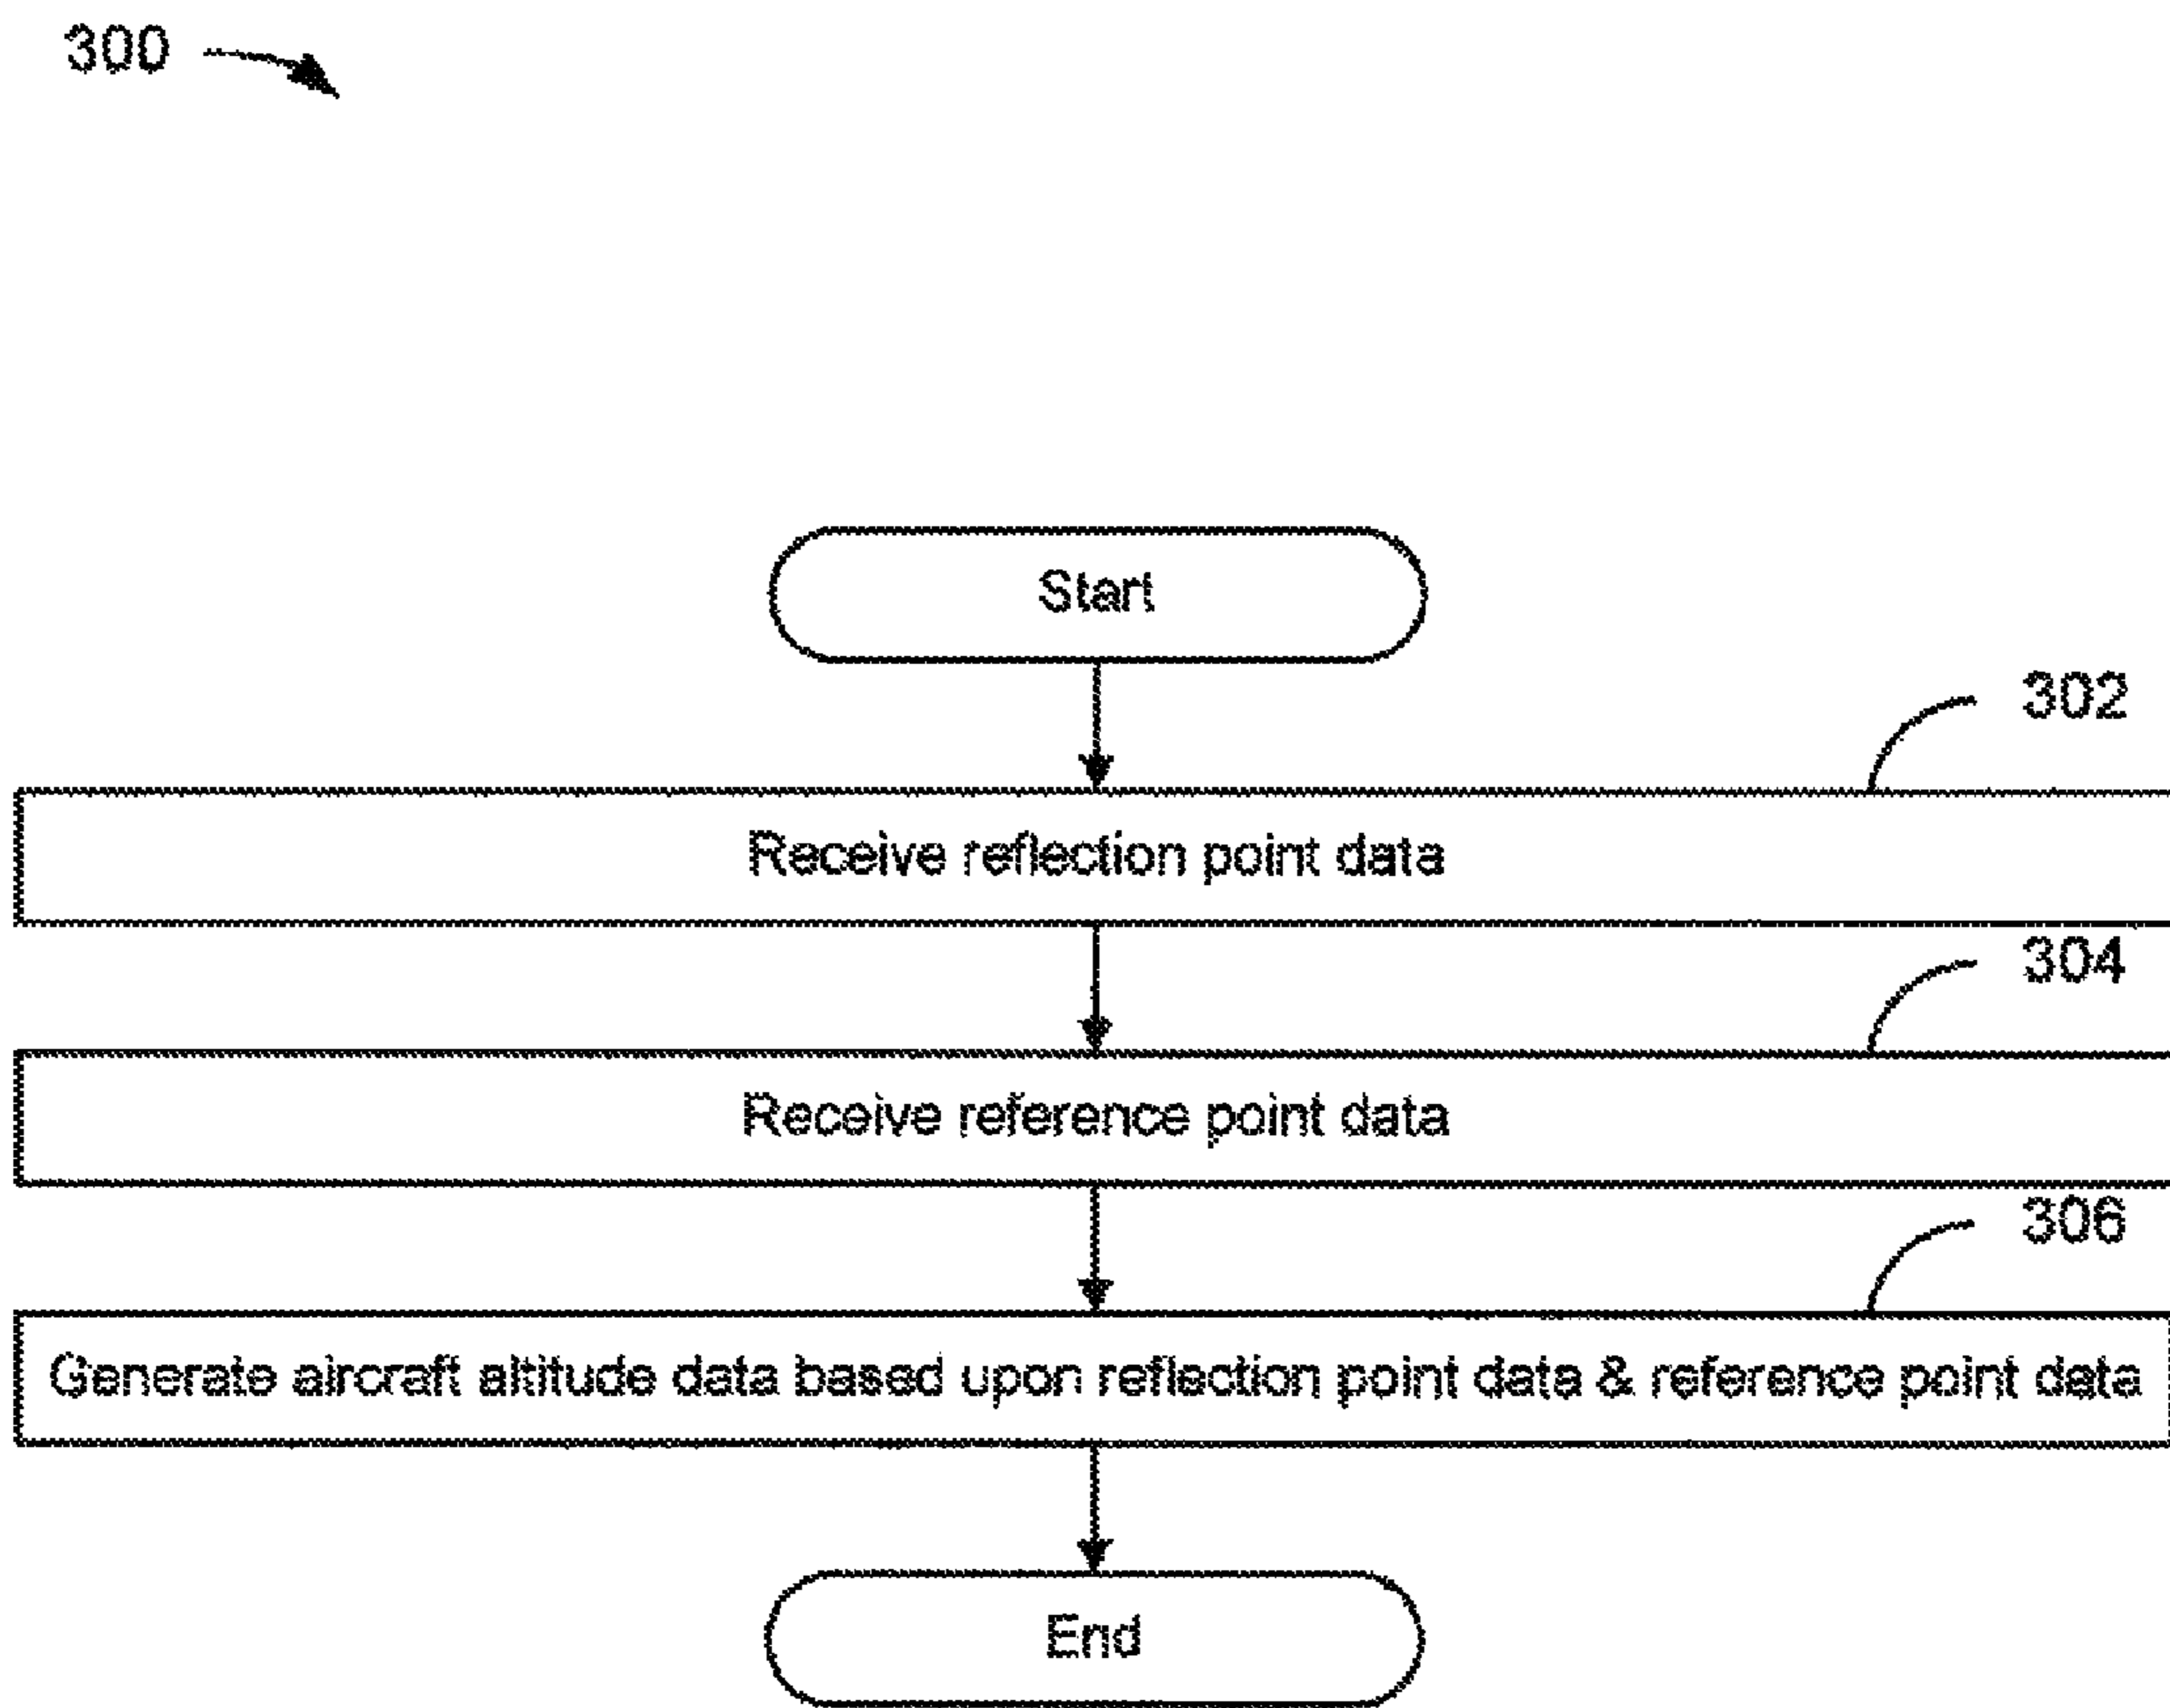 300
Start
302
Receive reflection point data
304
Receive reference point data
306
Generate aircraft altitude data based upon reflection point data & reference point data
End